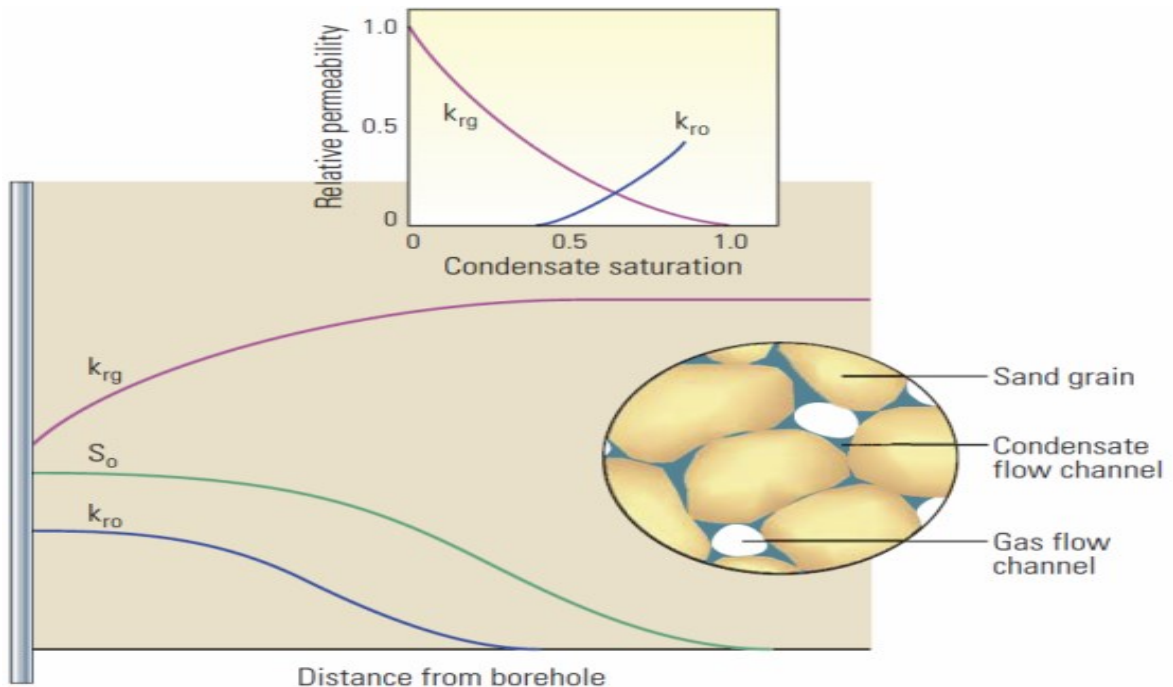 Relative permeability
1.0
0.5
0
k_rg
k_ro
0
0.5
1.0
Condensate saturation
k_rg
S_o
k_ro
Sand grain
Condensate
flow channel
Gas flow
channel
Distance from borehole